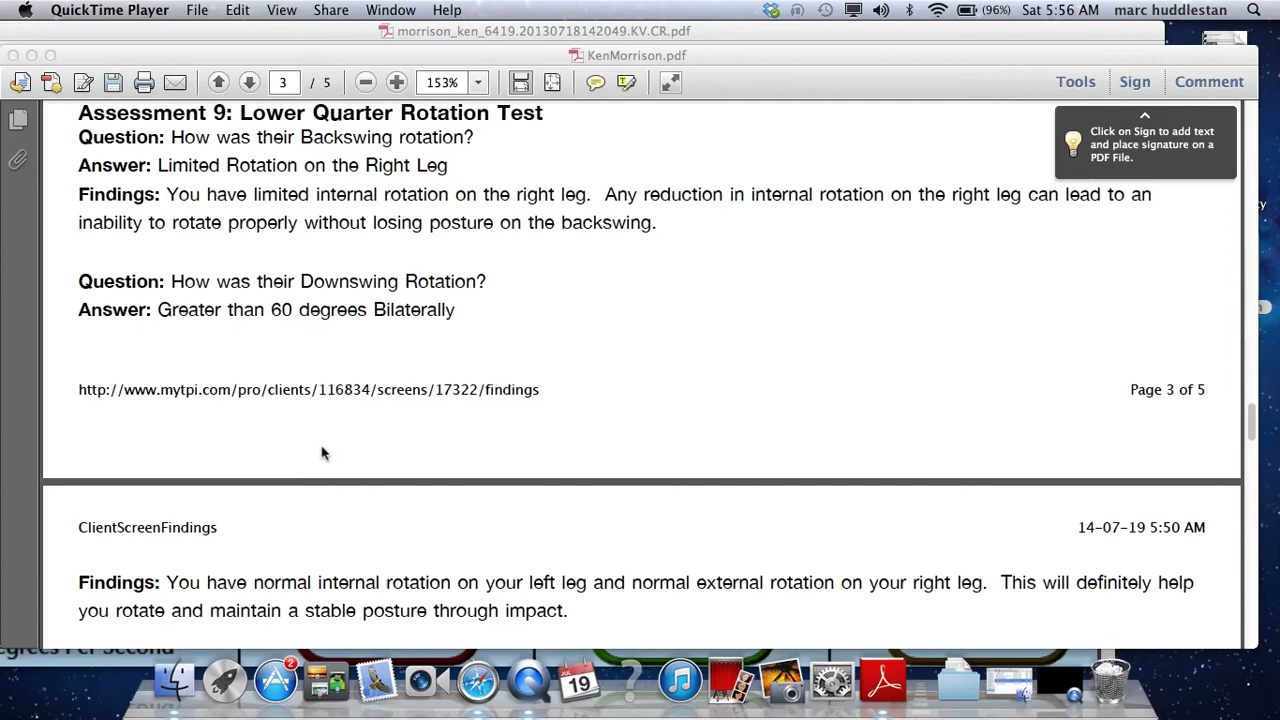 QuickTime Player File Edit View Share Window Help (96%) Sat 5:56 AM marc huddlestan
morrison_ken_6419.20130718142049.KV.CR.pdf
KenMorrison.pdf
3 / 5 153% Tools Sign Comment
Click on Sign to add text
and place signature on a
PDF File.
Assessment 9: Lower Quarter Rotation Test
Question: How was their Backswing rotation?
Answer: Limited Rotation on the Right Leg
Findings: You have limited internal rotation on the right leg. Any reduction in internal rotation on the right leg can lead to an
inability to rotate properly without losing posture on the backswing.
Question: How was their Downswing Rotation?
Answer: Greater than 60 degrees Bilaterally
http://www.mytpi.com/pro/clients/116834/screens/17322/findings Page 3 of 5
ClientScreenFindings 14-07-19 5:50 AM
Findings: You have normal internal rotation on your left leg and normal external rotation on your right leg. This will definitely help
you rotate and maintain a stable posture through impact.
2
JUL
19